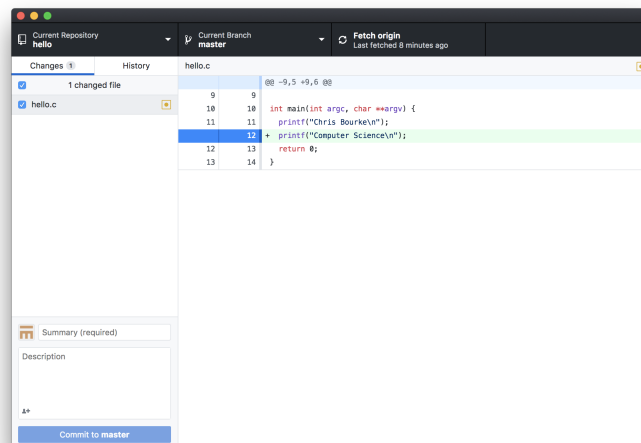 Current Repository
hello
Current Branch
master
Fetch origin
Last fetched 8 minutes ago
Changes 1
History
hello.c
1 changed file
hello.c
@@ -9,5 +9,6 @@
9 9
10 10 int main(int argc, char **argv) {
11 11 printf("Chris Bourke\n");
12 + printf("Computer Science\n");
12 13 return 0;
13 14 }
Summary (required)
Description
Commit to master